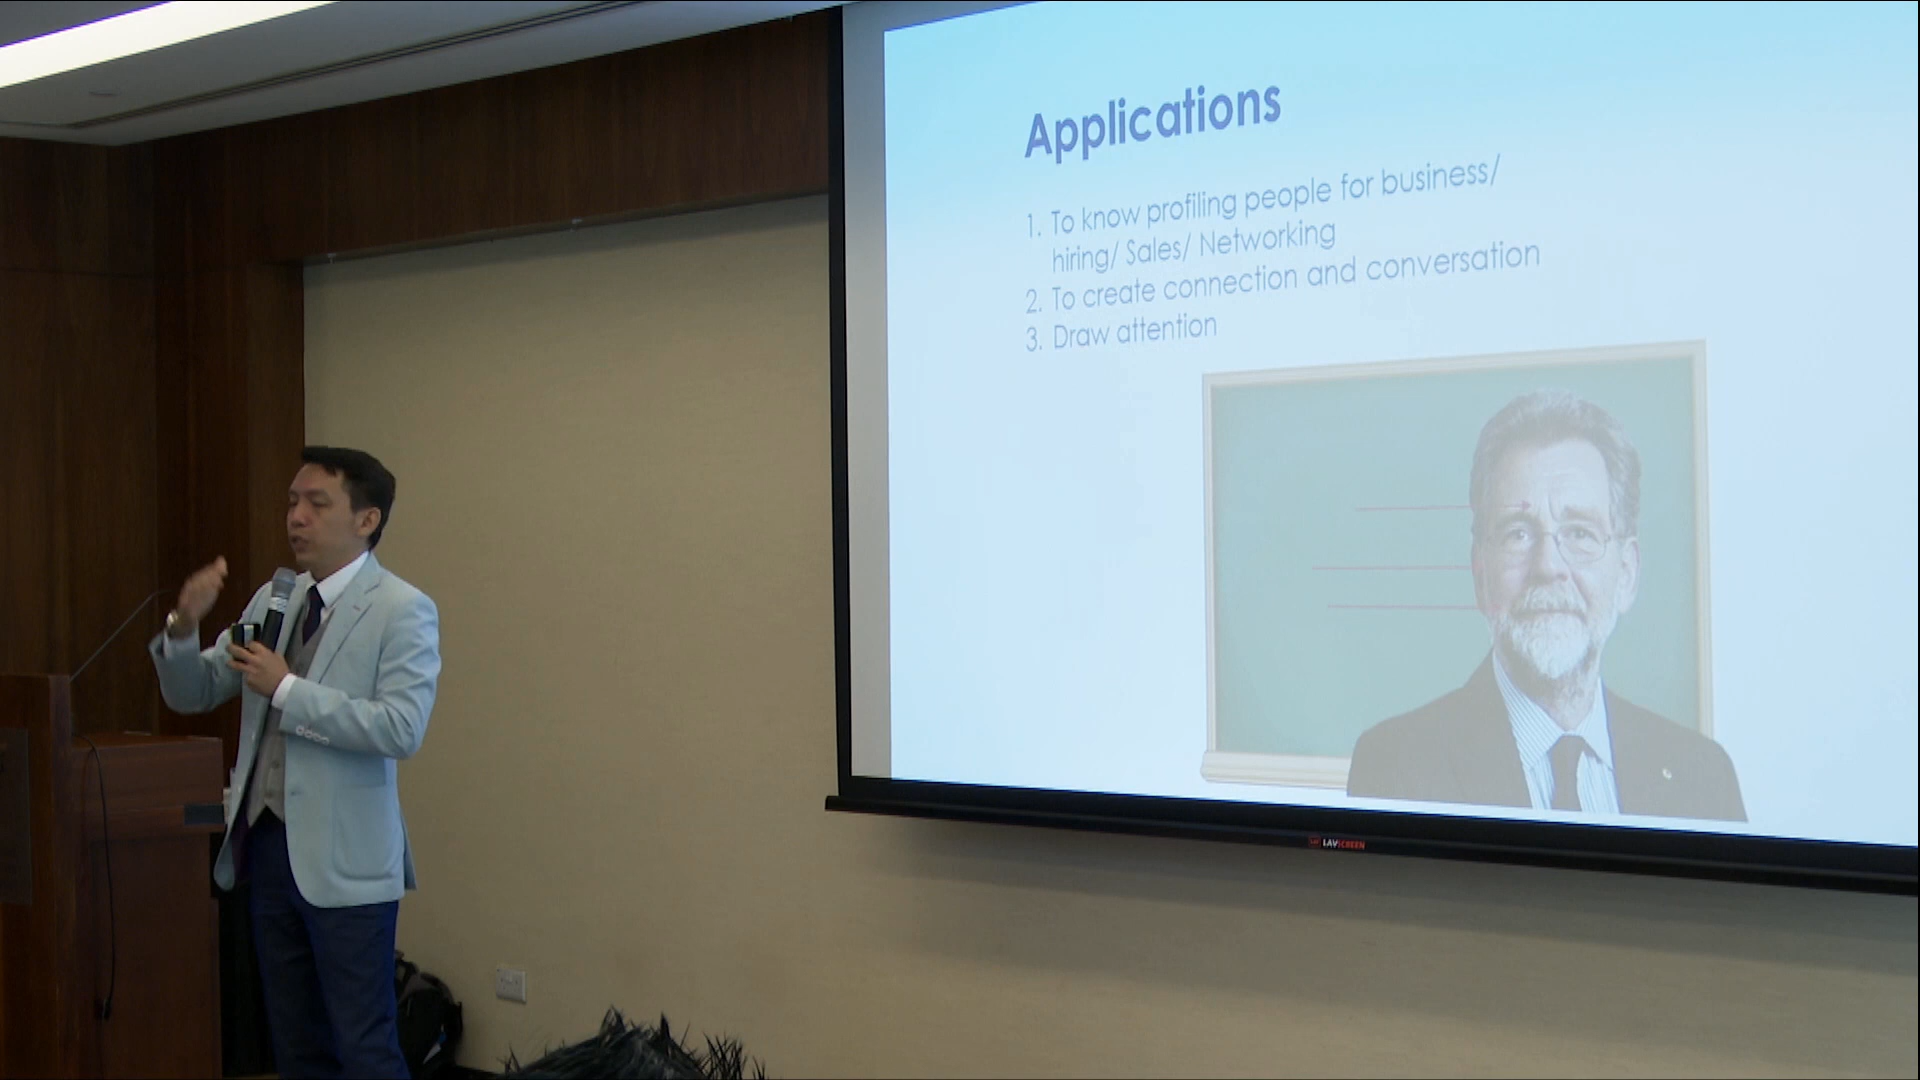 Applications
1. To know profiling people for business/
hiring/ Sales/ Networking
2. To create connection and conversation
3. Draw attention
LAVSCREEN